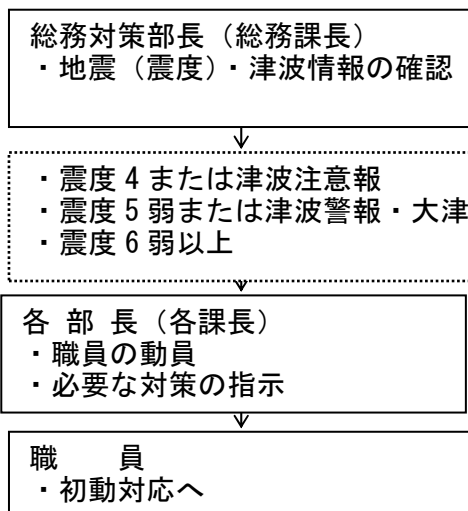 総務対策部長（総務課長）
・地震（震度）・津波情報の確認
・震度４または津波注意報
・震度５弱または津波警報・大津
・震度６弱以上
各 部 長（各課長）
・職員の動員
・必要な対策の指示
職　　員
・初動対応へ